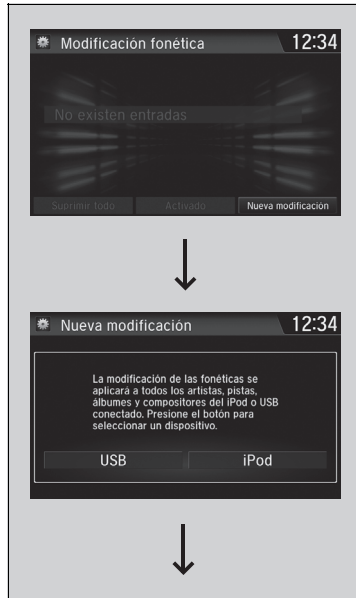 Modificación fonética 12:34
No existen entradas
Suprimir todo Activado Nueva modificación
Nueva modificación 12:34
La modificación de las fonéticas se
aplicará a todos los artistas, pistas,
álbumes y compositores del iPod o USB
conectado. Presione el botón para
seleccionar un dispositivo.
USB iPod